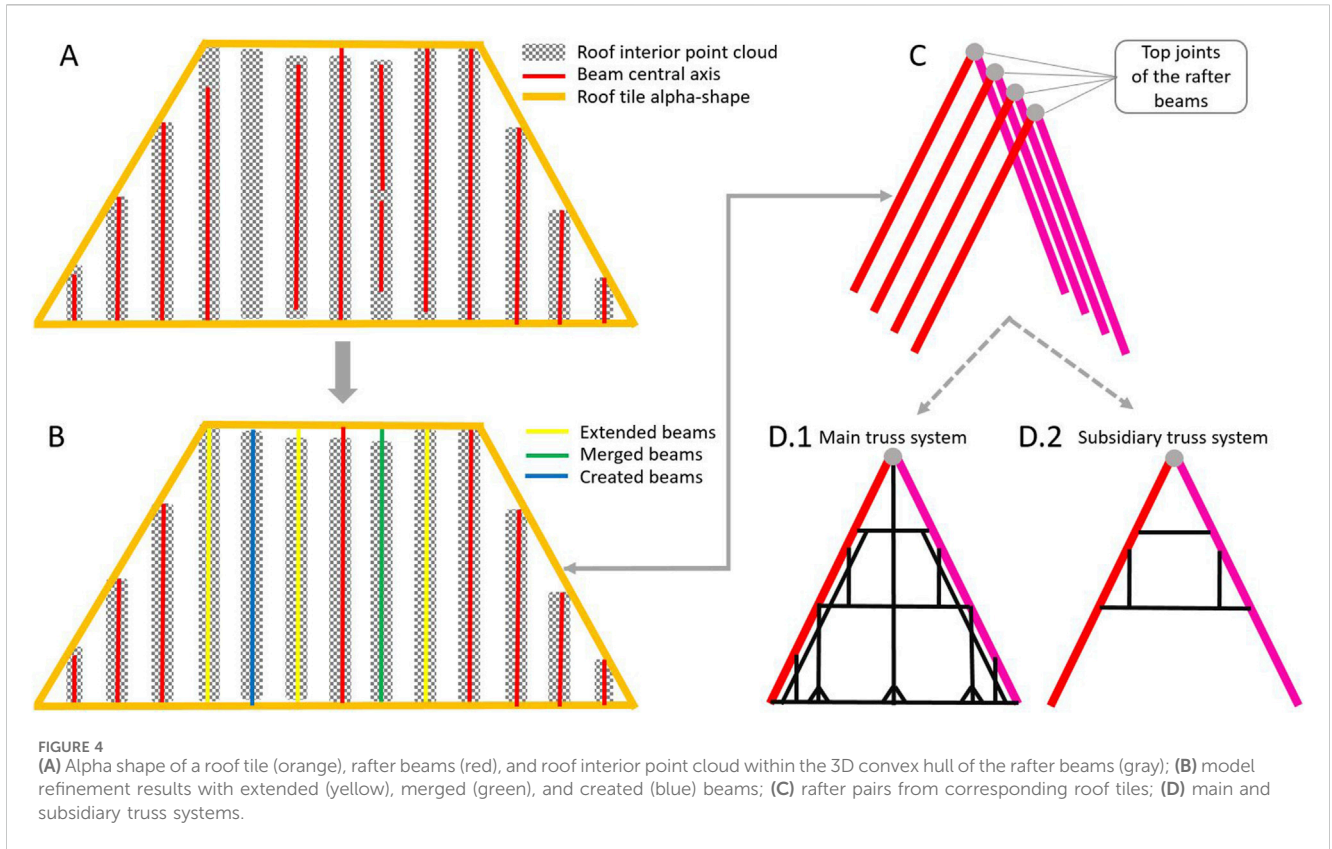 A
Roof interior point cloud
Beam central axis
Roof tile alpha-shape
C
Top joints
of the rafter
beams
B
Extended beams
Merged beams
Created beams
D.1 Main truss system
D.2 Subsidiary truss system
FIGURE 4
(A) Alpha shape of a roof tile (orange), rafter beams (red), and roof interior point cloud within the 3D convex hull of the rafter beams (gray); (B) model
refinement results with extended (yellow), merged (green), and created (blue) beams; (C) rafter pairs from corresponding roof tiles; (D) main and
subsidiary truss systems.